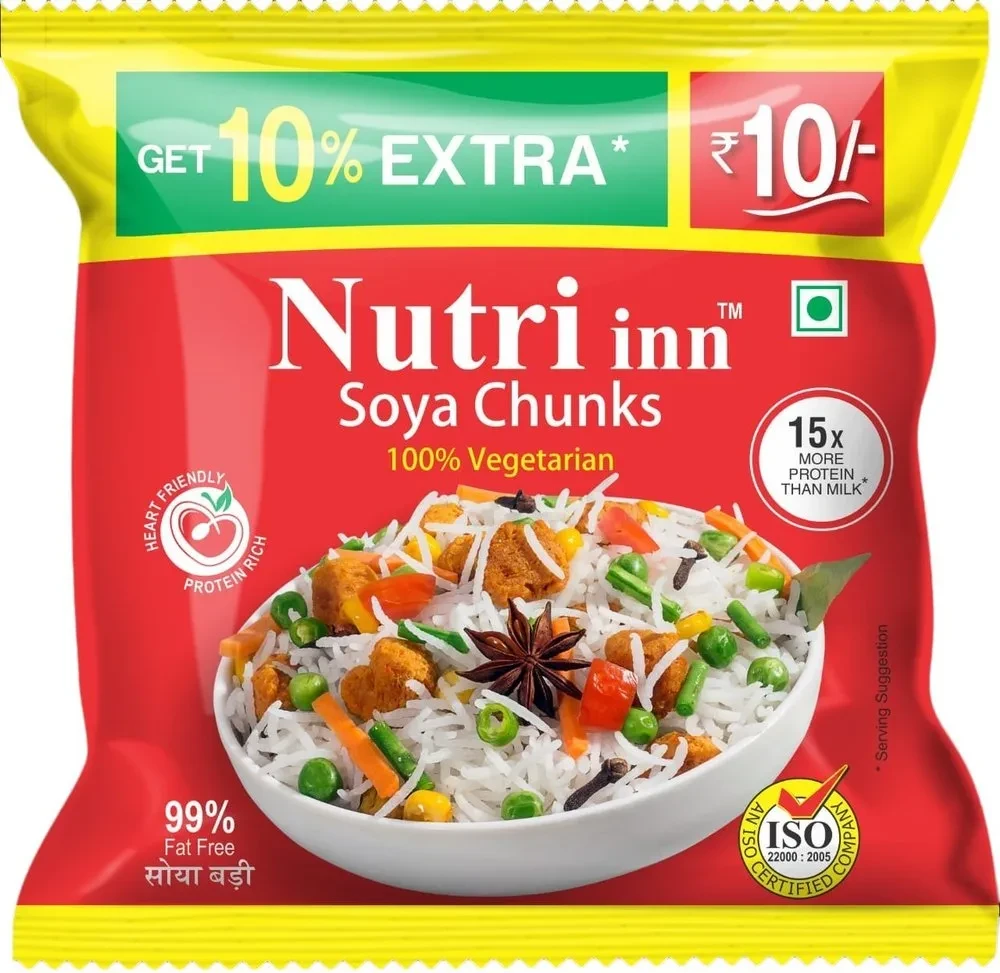 GET 10% EXTRA*
₹10/-
Nutri inn™
Soya Chunks
100% Vegetarian
15x
MORE
PROTEIN
THAN MILK*
HEART FRIENDLY
PROTEIN RICH
* Serving Suggestion
99%
Fat Free
सोया बड़ी
ISO
22000 : 2005
AN ISO CERTIFIED COMPANY